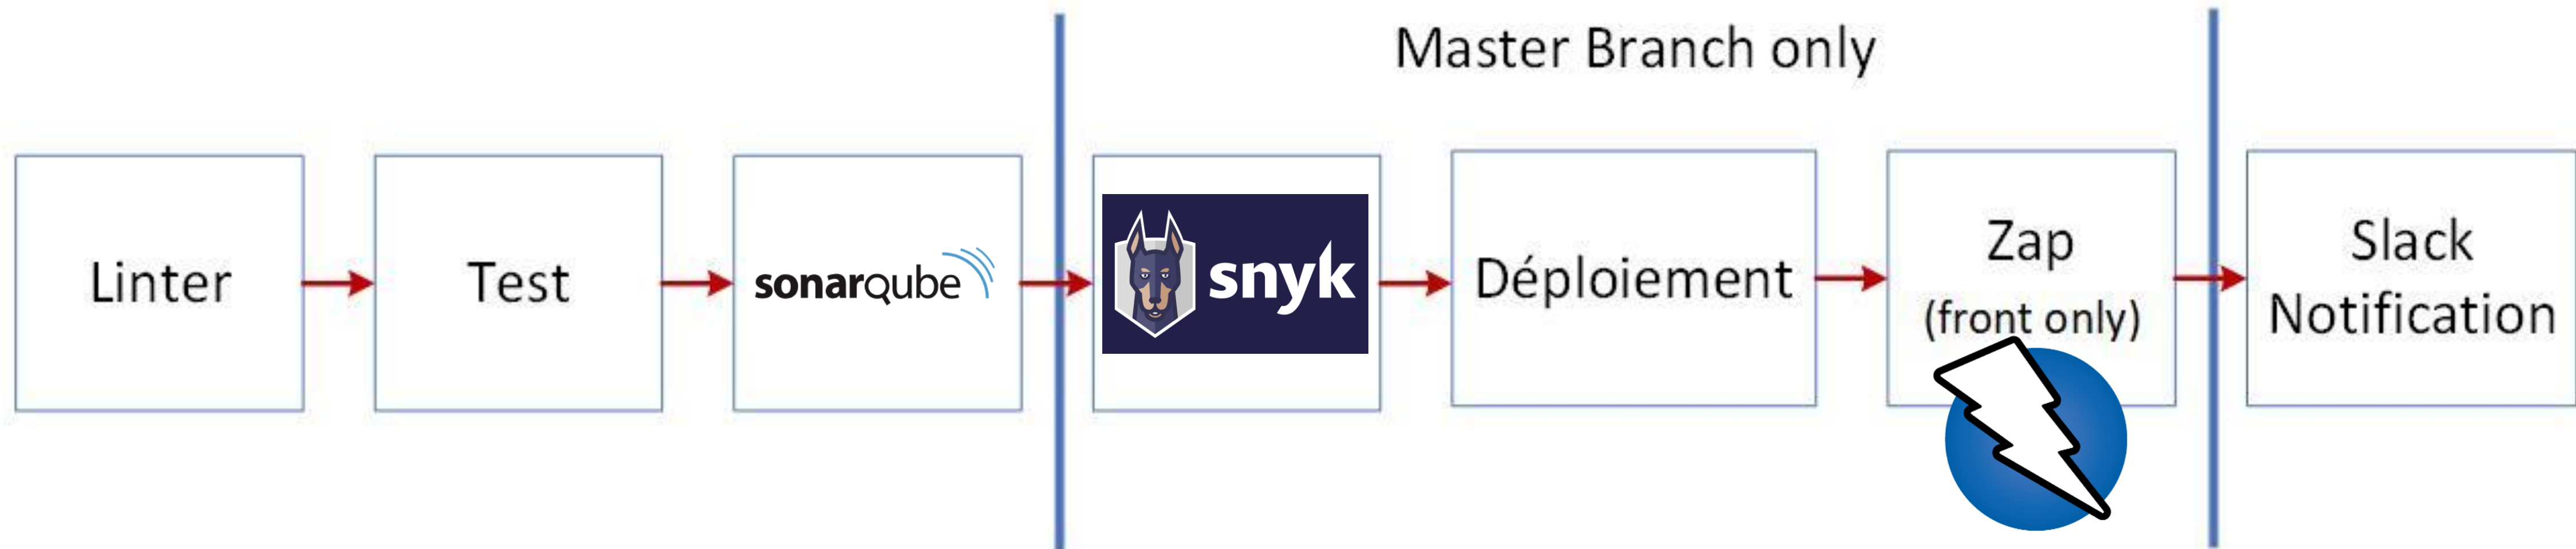 Master Branch only
Linter
Test
sonarqube
snyk
Déploiement
Zap
(front only)
Slack
Notification